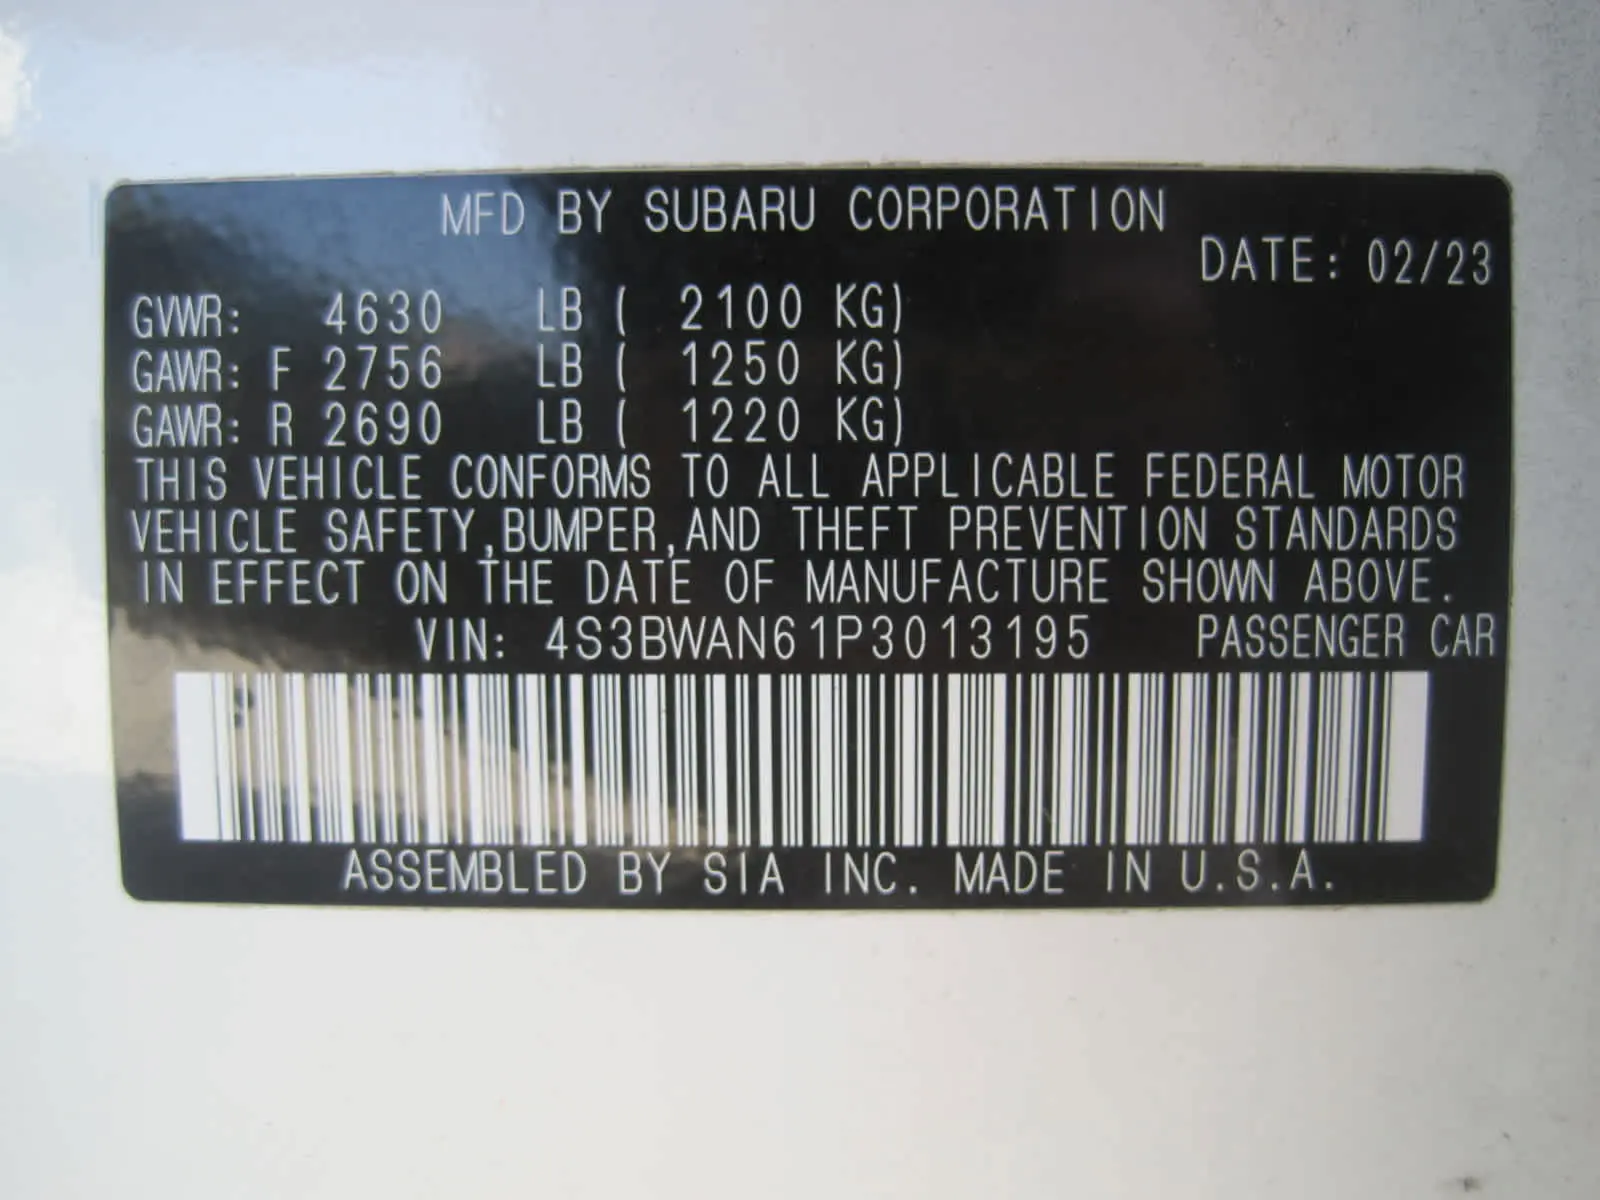 MFD BY SUBARU CORPORATION
DATE: 02/23
GVWR: 4630 LB ( 2100 KG)
GAWR: F 2756 LB ( 1250 KG)
GAWR: R 2690 LB ( 1220 KG)
THIS VEHICLE CONFORMS TO ALL APPLICABLE FEDERAL MOTOR
VEHICLE SAFETY,BUMPER,AND THEFT PREVENTION STANDARDS
IN EFFECT ON THE DATE OF MANUFACTURE SHOWN ABOVE.
VIN: 4S3BWAN61P3013195 PASSENGER CAR
ASSEMBLED BY SIA INC. MADE IN U.S.A.